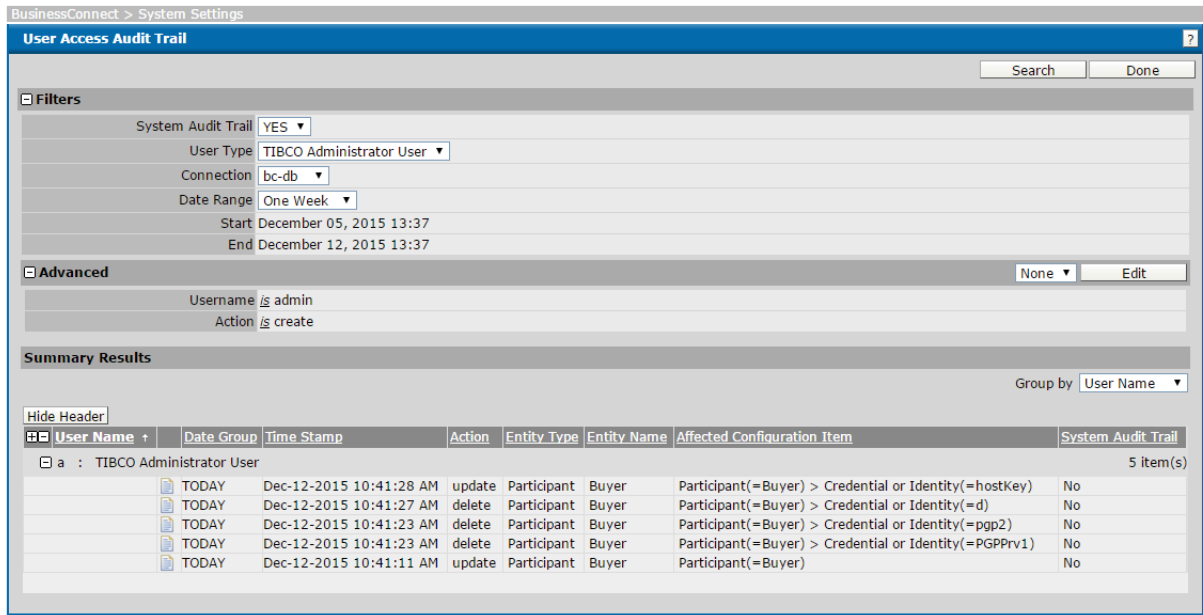 BusinessConnect > System Settings
User Access Audit Trail ?
Search Done
Filters
System Audit Trail YES
User Type TIBCO Administrator User
Connection bc-db
Date Range One Week
Start December 05, 2015 13:37
End December 12, 2015 13:37
Advanced None Edit
Username is admin
Action is create
Summary Results
Group by User Name
Hide Header
User Name ↑ Date Group Time Stamp Action Entity Type Entity Name Affected Configuration Item System Audit Trail
a : TIBCO Administrator User 5 item(s)
TODAY Dec-12-2015 10:41:28 AM update Participant Buyer Participant(=Buyer) > Credential or Identity(=hostKey) No
TODAY Dec-12-2015 10:41:27 AM delete Participant Buyer Participant(=Buyer) > Credential or Identity(=d) No
TODAY Dec-12-2015 10:41:23 AM delete Participant Buyer Participant(=Buyer) > Credential or Identity(=pgp2) No
TODAY Dec-12-2015 10:41:23 AM delete Participant Buyer Participant(=Buyer) > Credential or Identity(=PGPPrv1) No
TODAY Dec-12-2015 10:41:11 AM update Participant Buyer Participant(=Buyer) No